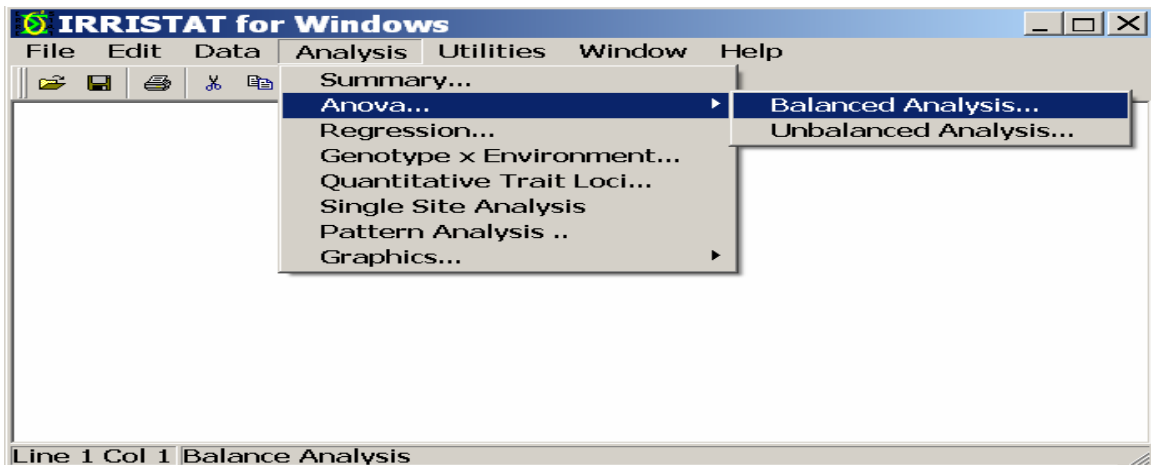 IRRISTAT for Windows
File Edit Data Analysis Utilities Window Help
Summary...
Anova...
Balanced Analysis...
Regression...
Unbalanced Analysis...
Genotype x Environment...
Quantitative Trait Loci...
Single Site Analysis
Pattern Analysis ..
Graphics...
Line 1 Col 1 Balance Analysis